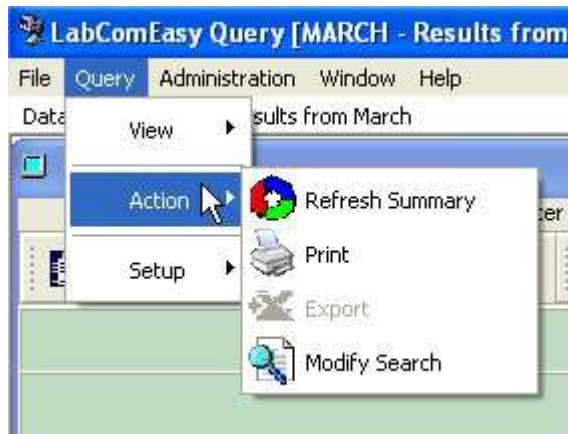 LabComEasy Query [MARCH - Results from
File Query Administration Window Help
Data sults from March
View
Action
Setup
Refresh Summary
Print
Export
Modify Search